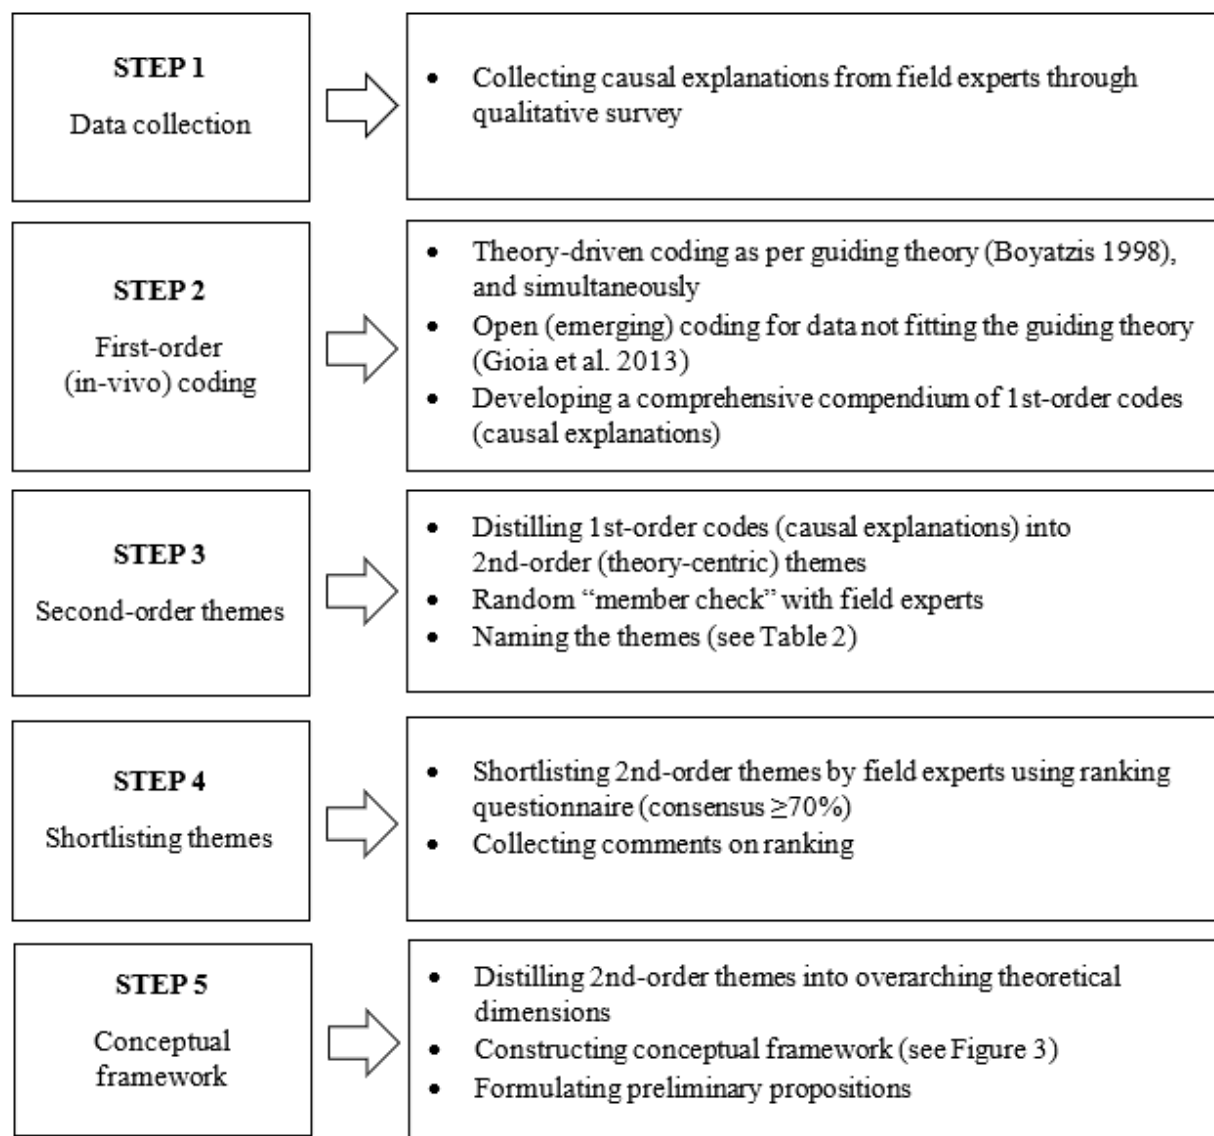 STEP 1
Data collection
• Collecting causal explanations from field experts through
qualitative survey
STEP 2
First-order
(in-vivo) coding
• Theory-driven coding as per guiding theory (Boyatzis 1998),
and simultaneously
• Open (emerging) coding for data not fitting the guiding theory
(Gioia et al. 2013)
• Developing a comprehensive compendium of 1st-order codes
(causal explanations)
STEP 3
Second-order themes
• Distilling 1st-order codes (causal explanations) into
2nd-order (theory-centric) themes
• Random “member check” with field experts
• Naming the themes (see Table 2)
STEP 4
Shortlisting themes
• Shortlisting 2nd-order themes by field experts using ranking
questionnaire (consensus ≥70%)
• Collecting comments on ranking
STEP 5
Conceptual
framework
• Distilling 2nd-order themes into overarching theoretical
dimensions
• Constructing conceptual framework (see Figure 3)
• Formulating preliminary propositions